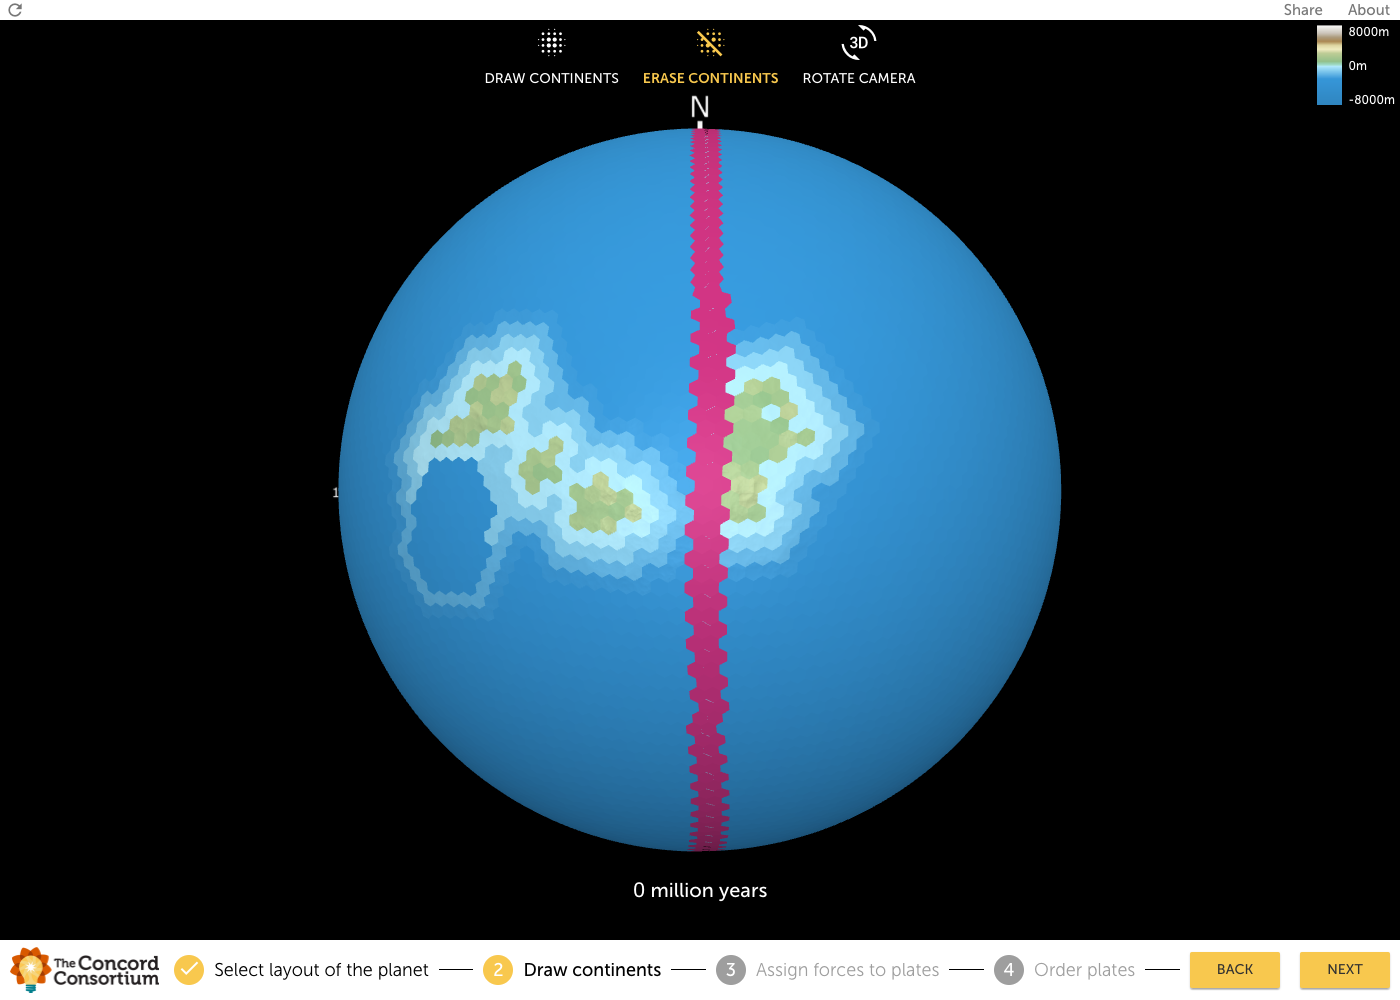 Share About
8000m
0m
-8000m
3D
DRAW CONTINENTS ERASE CONTINENTS ROTATE CAMERA
N
1
0 million years
The Concord
Consortium
Select layout of the planet
2 Draw continents
3 Assign forces to plates
4 Order plates
BACK
NEXT